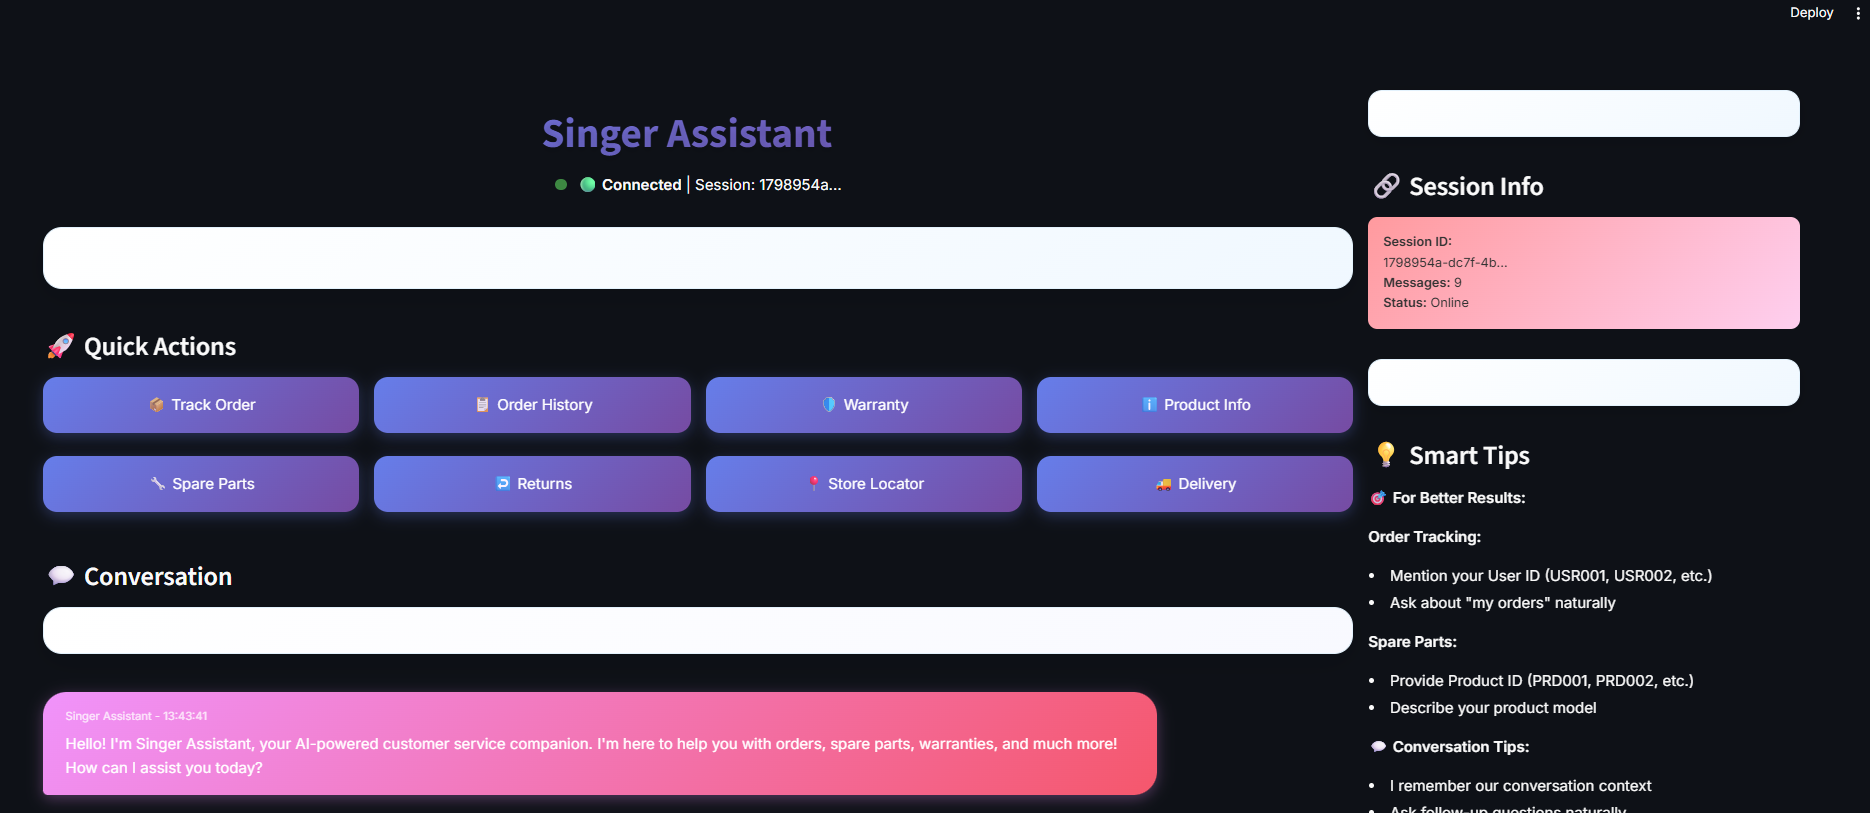 Deploy
Singer Assistant
Connected | Session: 1798954a...
Quick Actions
Track Order
Order History
Warranty
Product Info
Spare Parts
Returns
Store Locator
Delivery
Conversation
Singer Assistant - 13:43:41
Hello! I'm Singer Assistant, your AI-powered customer service companion. I'm here to help you with orders, spare parts, warranties, and much more!
How can I assist you today?
Session Info
Session ID:
1798954a-dc7f-4b...
Messages: 9
Status: Online
Smart Tips
For Better Results:
Order Tracking:
• Mention your User ID (USR001, USR002, etc.)
• Ask about "my orders" naturally
Spare Parts:
• Provide Product ID (PRD001, PRD002, etc.)
• Describe your product model
Conversation Tips:
• I remember our conversation context
• Ask follow-up questions naturally